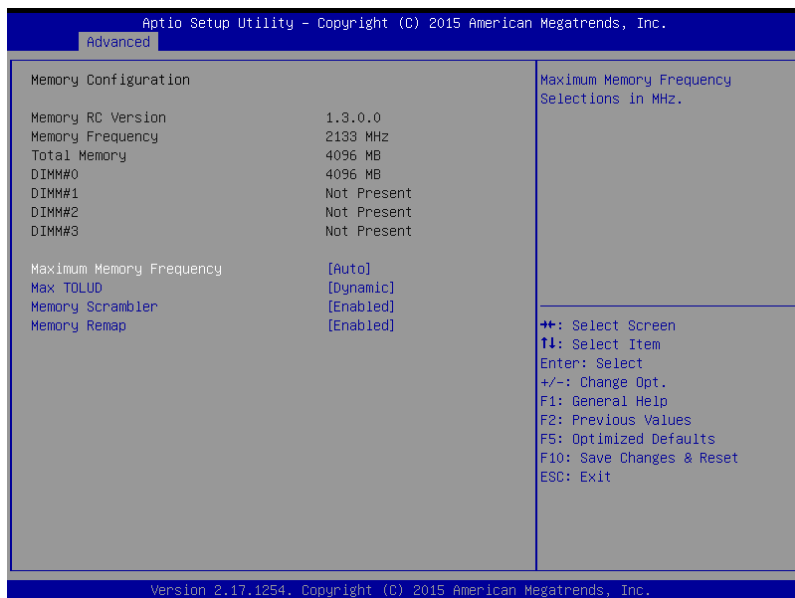 Aptio Setup Utility – Copyright (C) 2015 American Megatrends, Inc.
Advanced
Memory Configuration
Memory RC Version 1.3.0.0
Memory Frequency 2133 MHz
Total Memory 4096 MB
DIMM#0 4096 MB
DIMM#1 Not Present
DIMM#2 Not Present
DIMM#3 Not Present
Maximum Memory Frequency [Auto]
Max TOLUD [Dynamic]
Memory Scrambler [Enabled]
Memory Remap [Enabled]
Maximum Memory Frequency
Selections in MHz.
→←: Select Screen
↑↓: Select Item
Enter: Select
+/-: Change Opt.
F1: General Help
F2: Previous Values
F5: Optimized Defaults
F10: Save Changes & Reset
ESC: Exit
Version 2.17.1254. Copyright (C) 2015 American Megatrends, Inc.